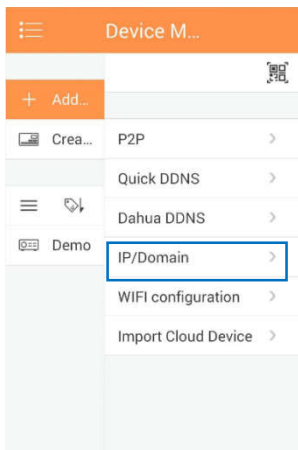 Device M...
+ Add...
Crea...
Demo
P2P
Quick DDNS
Dahua DDNS
IP/Domain
WIFI configuration
Import Cloud Device